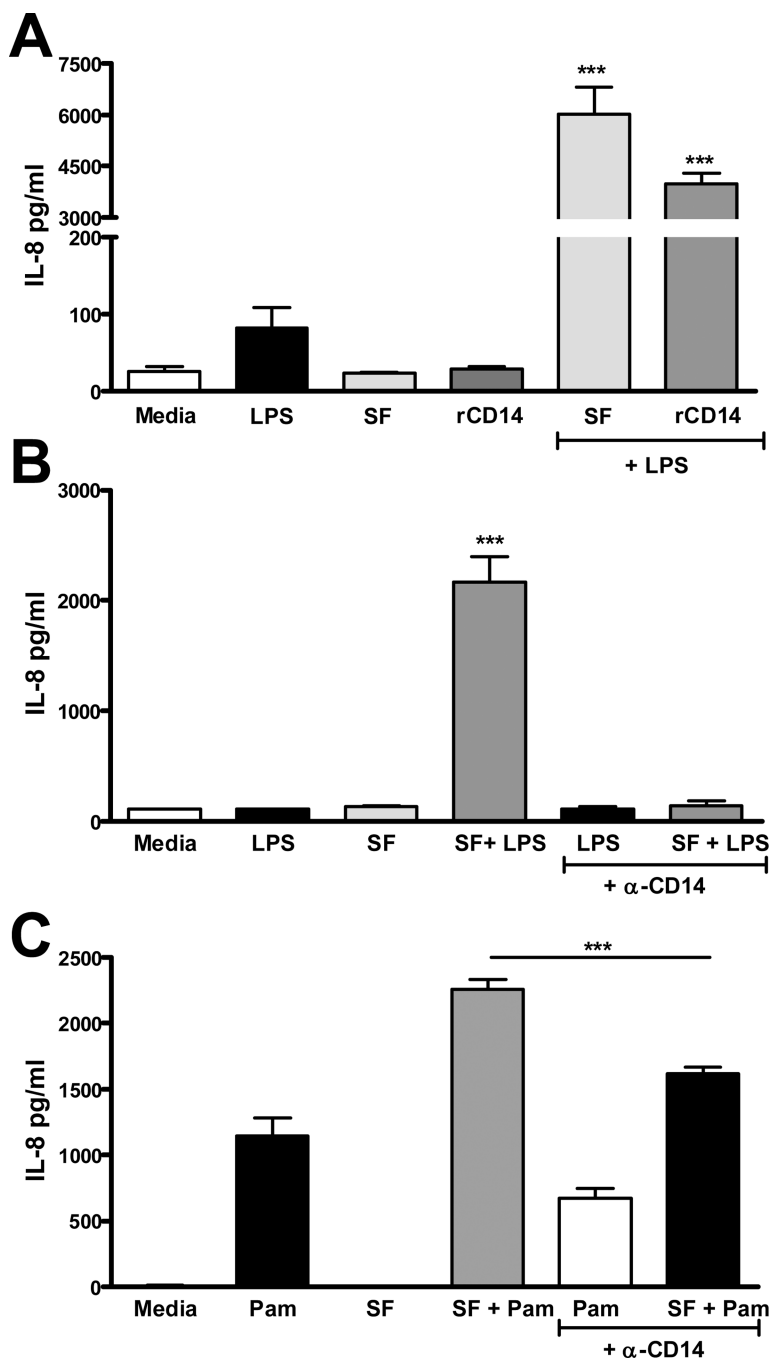 A
7500
6000
4500
3000
200
100
0
IL-8 pg/ml
***
***
Media LPS SF rCD14 SF rCD14
+ LPS
B
3000
2000
1000
0
IL-8 pg/ml
***
Media LPS SF SF+ LPS LPS SF + LPS
+ α-CD14
C
2500
2000
1500
1000
500
0
IL-8 pg/ml
***
Media Pam SF SF + Pam Pam SF + Pam
+ α-CD14